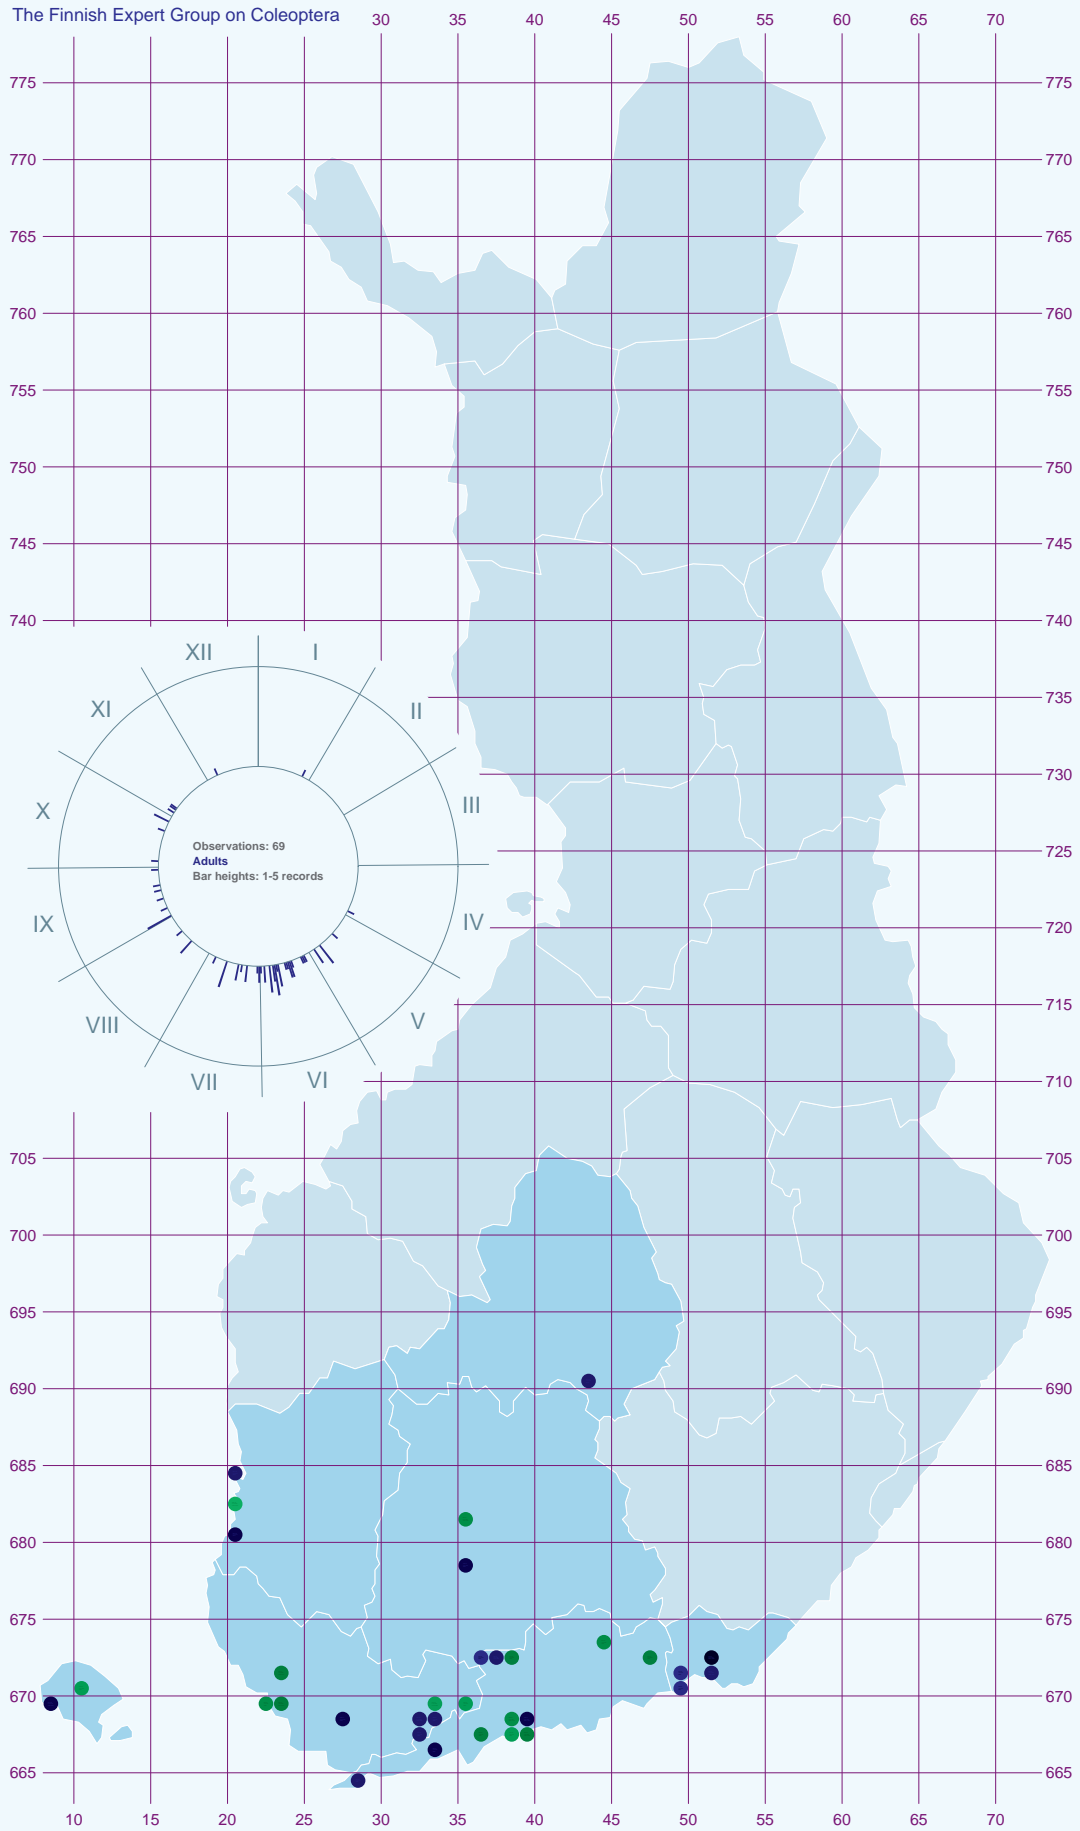 The Finnish Expert Group on Coleoptera
30 35 40 45 50 55 60 65 70
775 775
770 770
765 765
760 760
755 755
750 750
745 745
740 740
XII I
XI II
735
730
X III
725
Observations: 69
Adults
Bar heights: 1-5 records
IX IV
720
VIII V
715
VII VI
710
705 705
700 700
695 695
690 690
685 685
680 680
675 675
670 670
665 665
10 15 20 25 30 35 40 45 50 55 60 65 70